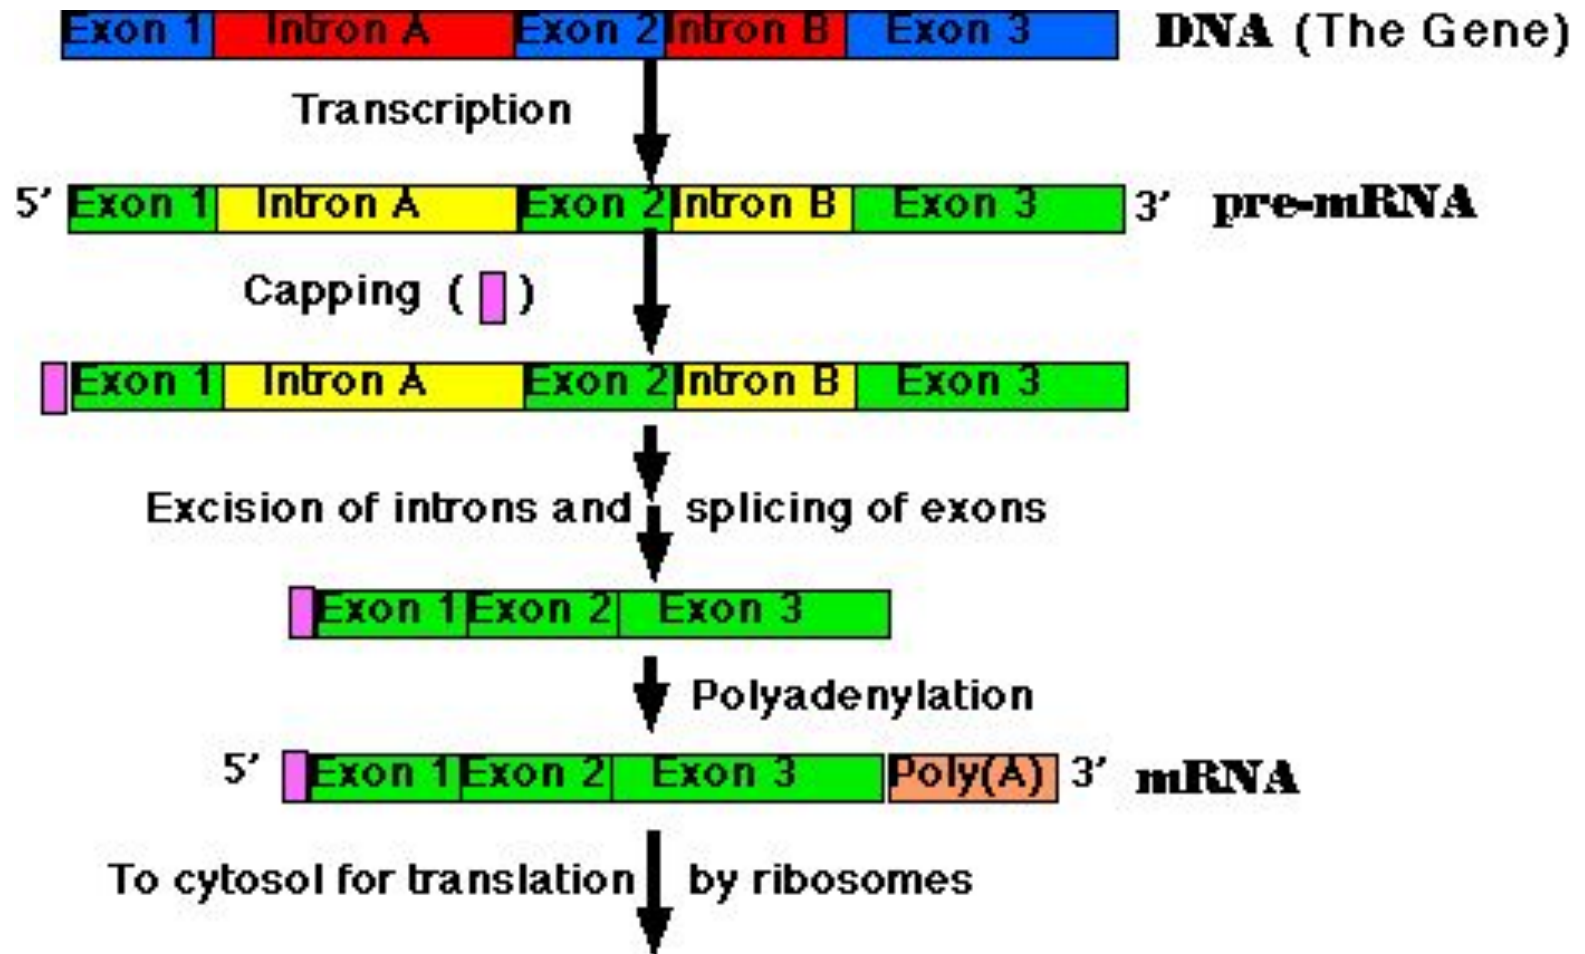 Exon 1 Intron A Exon 2 Intron B Exon 3 DNA (The Gene)
Transcription
5′ Exon 1 Intron A Exon 2 Intron B Exon 3 3′ pre-mRNA
Capping ( )
Exon 1 Intron A Exon 2 Intron B Exon 3
Excision of introns and splicing of exons
Exon 1 Exon 2 Exon 3
Polyadenylation
5′ Exon 1 Exon 2 Exon 3 Poly(A) 3′ mRNA
To cytosol for translation by ribosomes